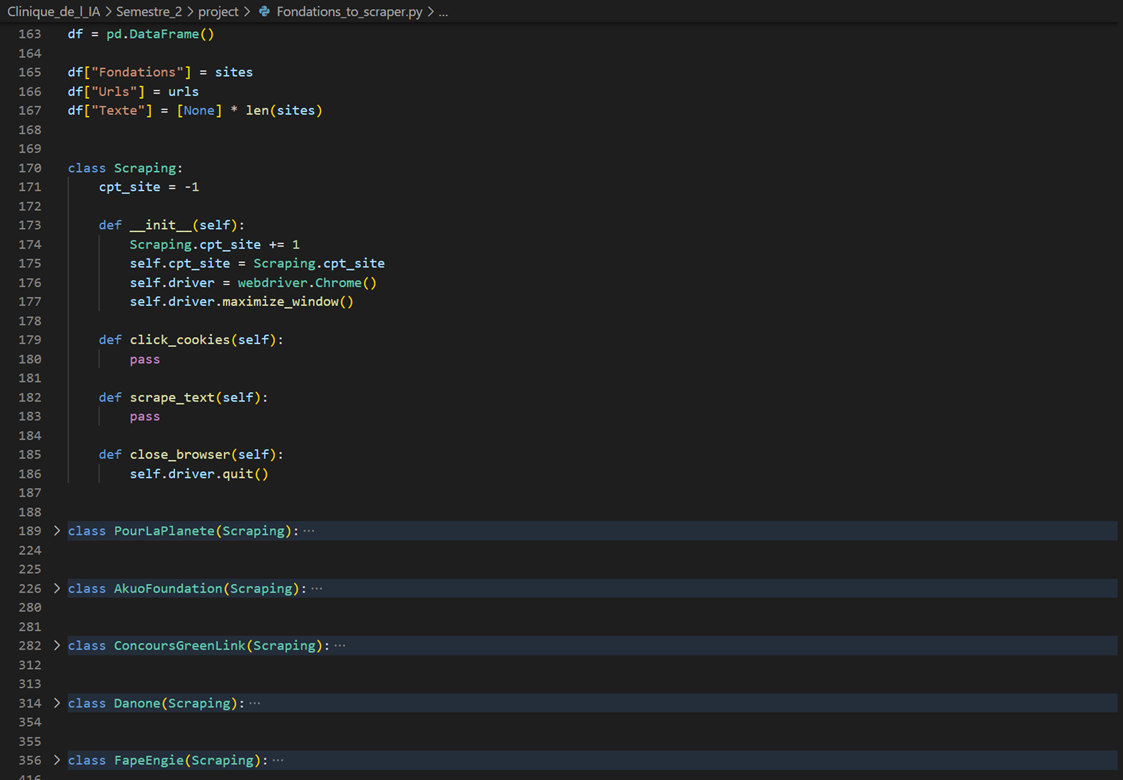 Clinique_de_l_IA > Semestre_2 > project > Fondations_to_scraper.py > ...
163 df = pd.DataFrame()
164
165 df["Fondations"] = sites
166 df["Urls"] = urls
167 df["Texte"] = [None] * len(sites)
168
169
170 class Scraping:
171     cpt_site = -1
172
173     def __init__(self):
174         Scraping.cpt_site += 1
175         self.cpt_site = Scraping.cpt_site
176         self.driver = webdriver.Chrome()
177         self.driver.maximize_window()
178
179     def click_cookies(self):
180         pass
181
182     def scrape_text(self):
183         pass
184
185     def close_browser(self):
186         self.driver.quit()
187
188
189 > class PourLaPlanete(Scraping): ···
224
225
226 > class AkuoFoundation(Scraping): ···
280
281
282 > class ConcoursGreenLink(Scraping): ···
312
313
314 > class Danone(Scraping): ···
354
355
356 > class FapeEngie(Scraping): ···
416